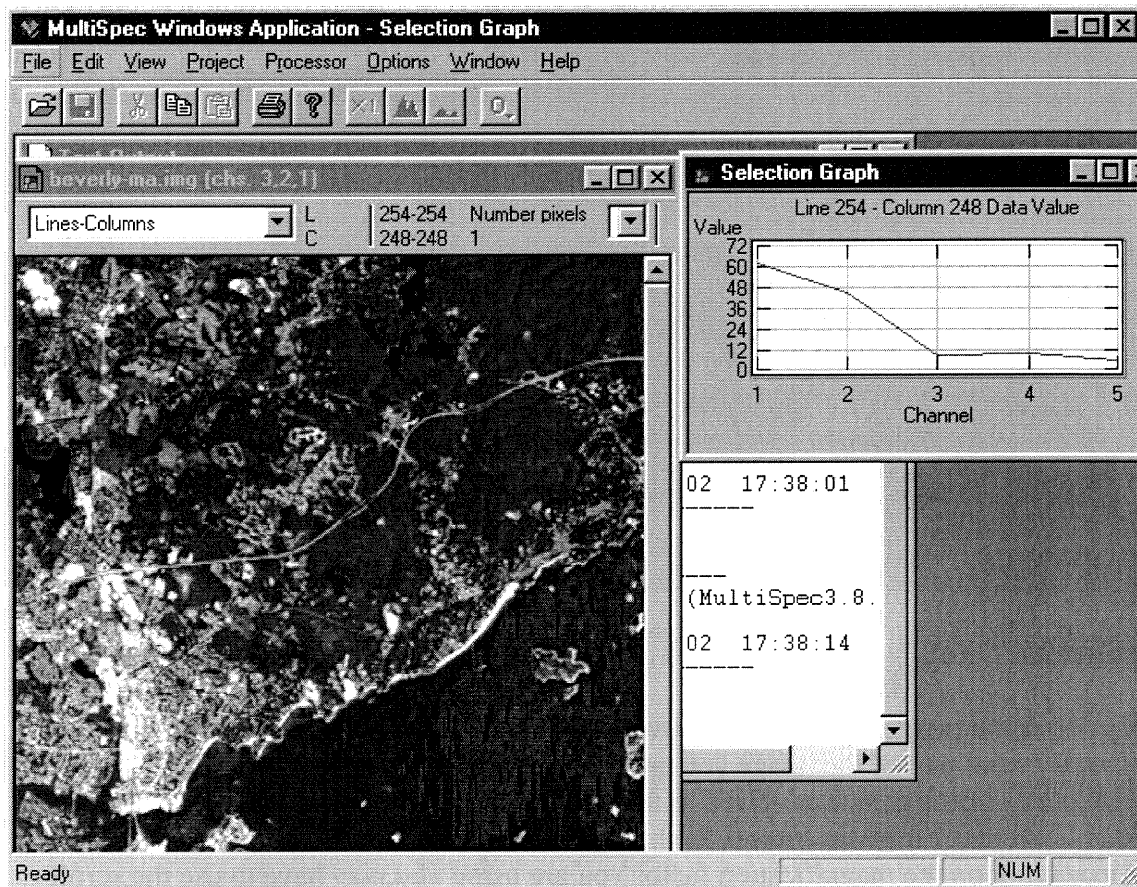 MultiSpec Windows Application - Selection Graph
File Edit View Project Processor Options Window Help
beverly-ma.img (chs. 3,2,1)
Lines-Columns
L 254-254 Number pixels
C 248-248 1
Selection Graph
Line 254 - Column 248 Data Value
Value
72
60
48
36
24
12
0
1 2 3 4 5
Channel
02 17:38:01
-------
----
(MultiSpec3.8.
02 17:38:14
-------
Ready
NUM